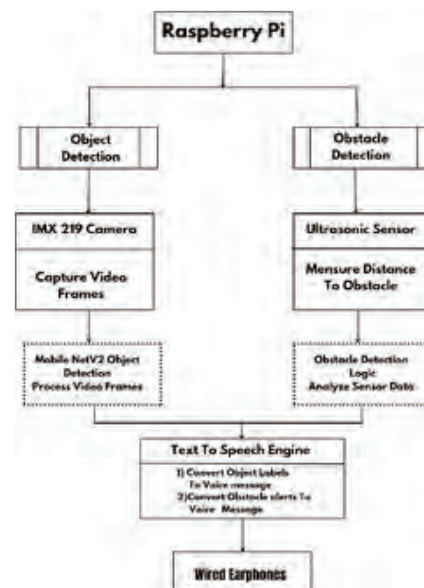 Raspberry Pi
Object
Detection
Obstacle
Detection
IMX 219 Camera
Capture Video
Frames
Ultrasonic Sensor
Mensure Distance
To Obstacle
Mobile NetV2 Object
Detection
Process Video Frames
Obstacle Detection
Logic
Analyze Sensor Data
Text To Speech Engine
1) Convert Object Labels
To Voice message
2)Convert Obstacle alerts To
Voice Message
Wired Earphones